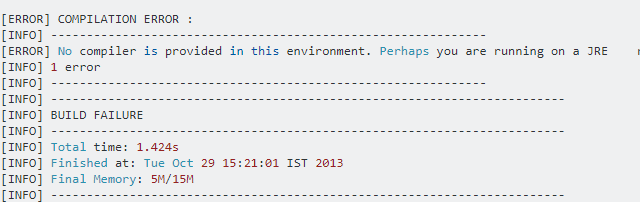 [ERROR] COMPILATION ERROR :
[INFO] -------------------------------------------------------------
[ERROR] No compiler is provided in this environment. Perhaps you are running on a JRE
[INFO] 1 error
[INFO] -------------------------------------------------------------
[INFO] ------------------------------------------------------------------------
[INFO] BUILD FAILURE
[INFO] ------------------------------------------------------------------------
[INFO] Total time: 1.424s
[INFO] Finished at: Tue Oct 29 15:21:01 IST 2013
[INFO] Final Memory: 5M/15M
[INFO] ------------------------------------------------------------------------